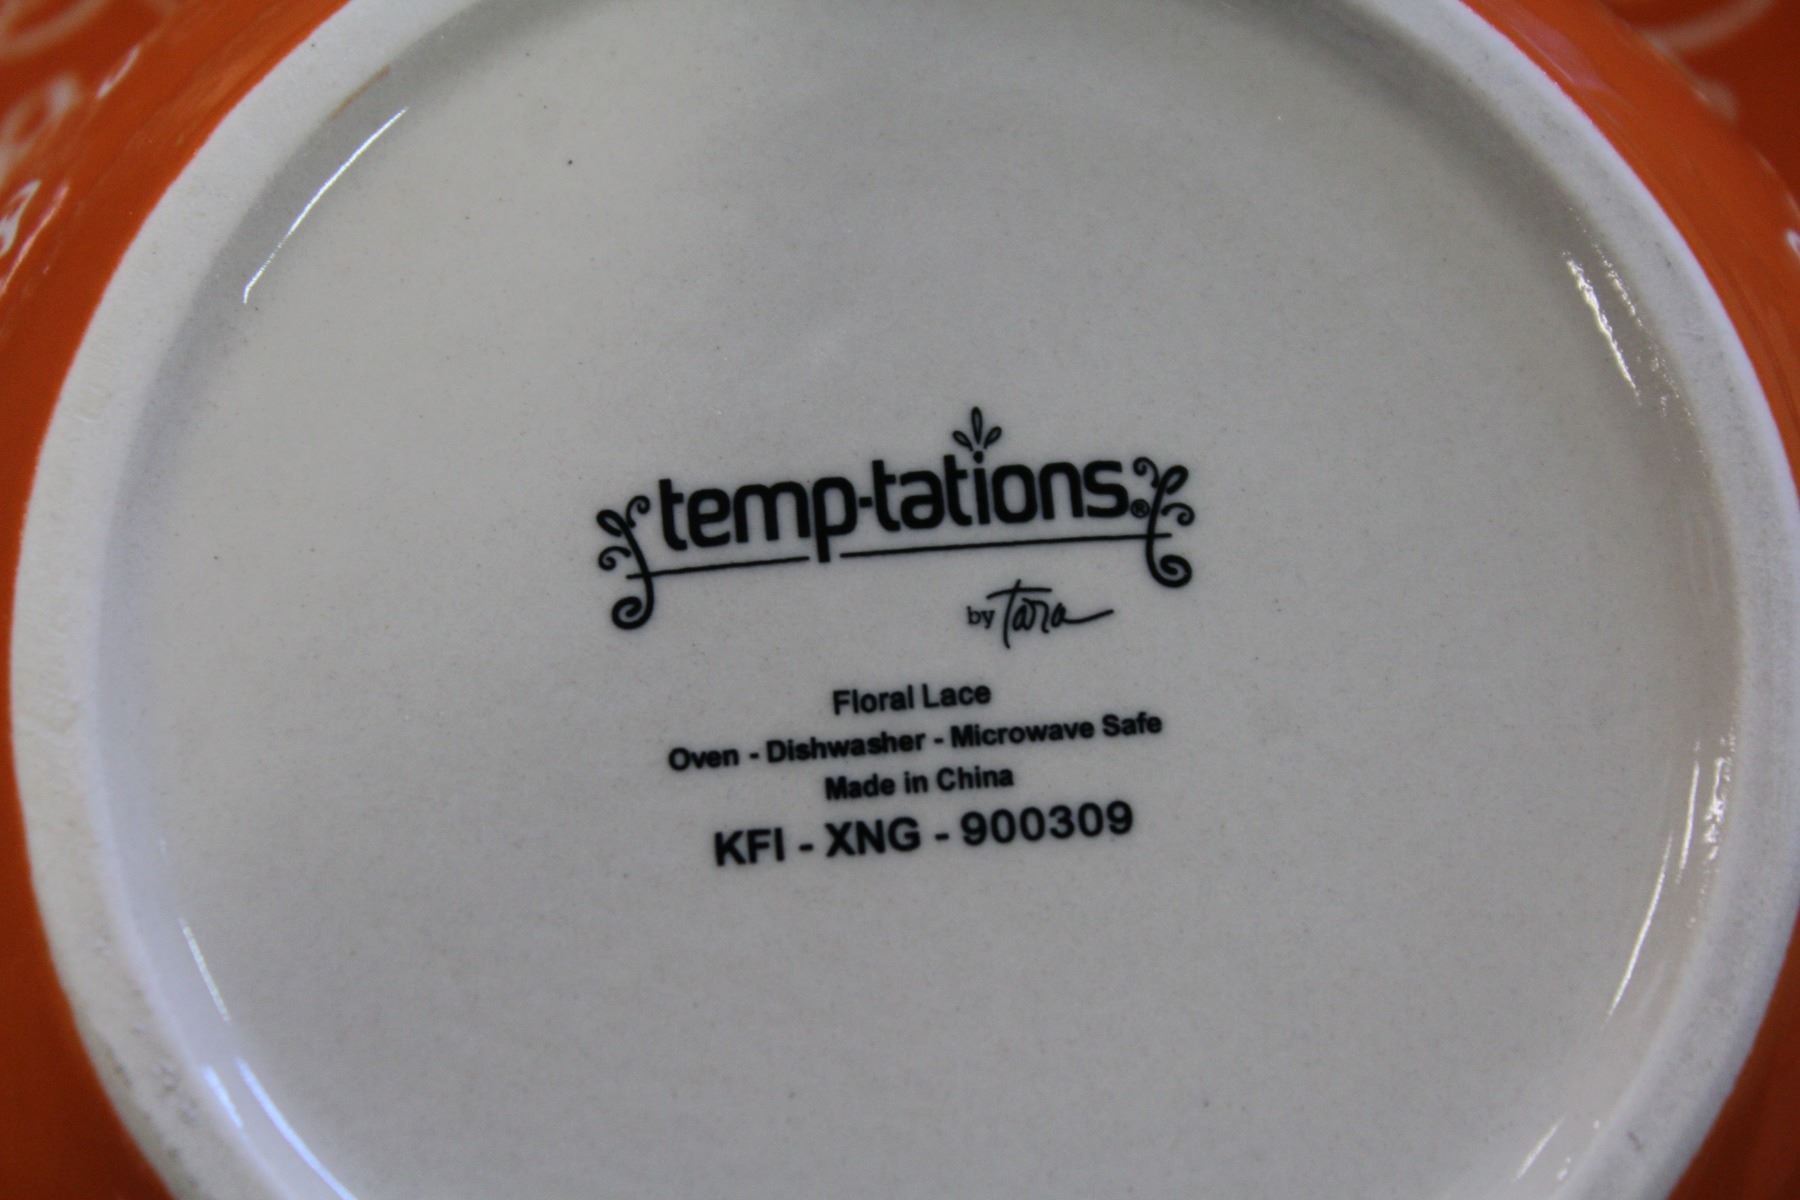 temp-tations®
by Tara
Floral Lace
Oven - Dishwasher - Microwave Safe
Made in China
KFI - XNG - 900309